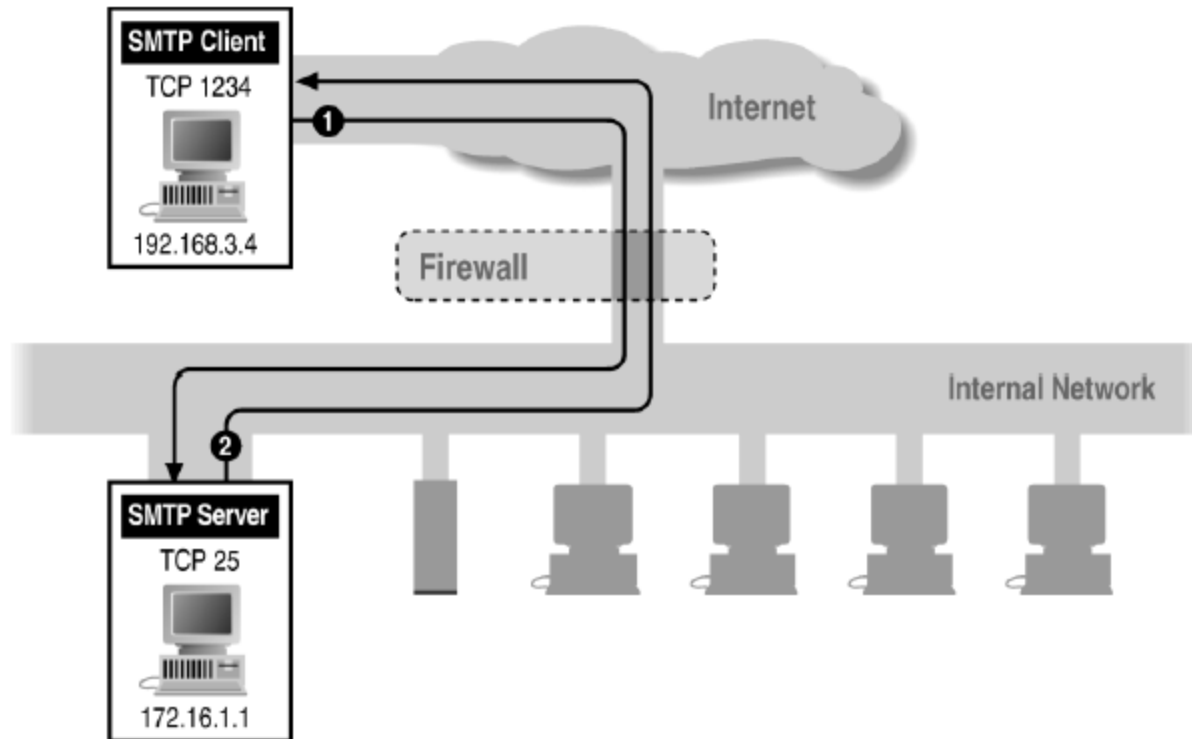 SMTP Client
TCP 1234
192.168.3.4
1
Internet
Firewall
Internal Network
2
SMTP Server
TCP 25
172.16.1.1